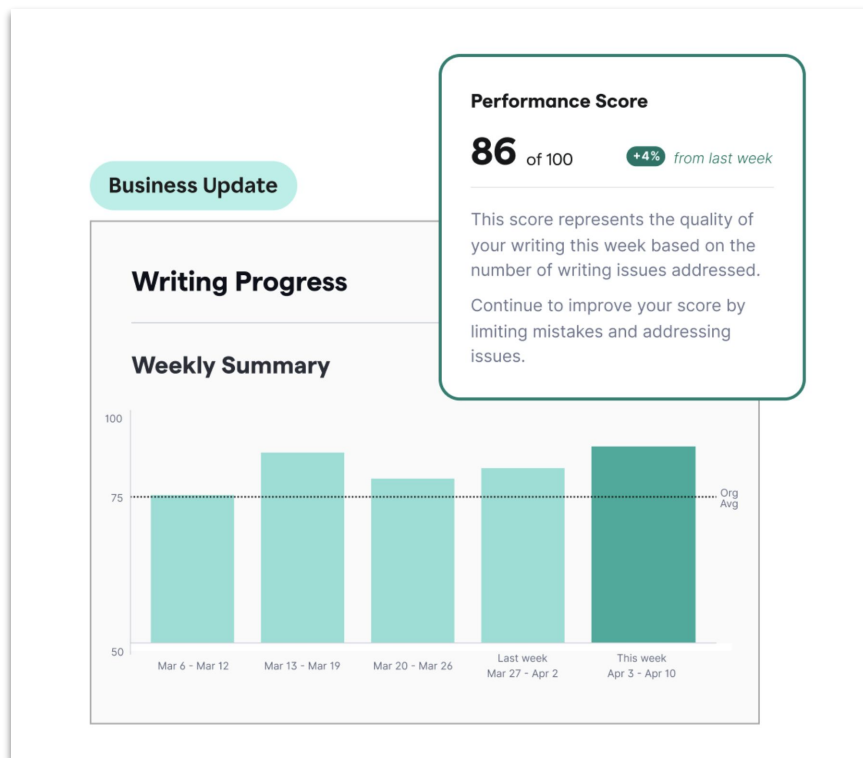 Performance Score
86 of 100
+4% from last week
This score represents the quality of
your writing this week based on the
number of writing issues addressed.
Continue to improve your score by
limiting mistakes and addressing
issues.
Business Update
Writing Progress
Weekly Summary
100
75
50
Org
Avg
Mar 6 - Mar 12
Mar 13 - Mar 19
Mar 20 - Mar 26
Last week
Mar 27 - Apr 2
This week
Apr 3 - Apr 10